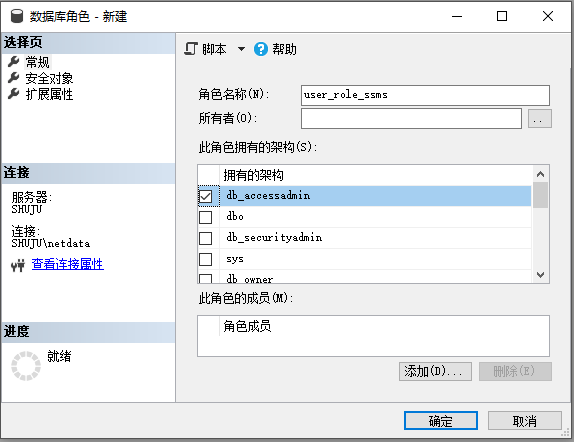 数据库角色 - 新建
选择页
常规
安全对象
扩展属性
连接
服务器:
SHUJU
连接:
SHUJU\netdata
查看连接属性
进度
就绪
脚本
帮助
角色名称(N):
user_role_ssms
所有者(O):
..
此角色拥有的架构(S):
拥有的架构
db_accessadmin
dbo
db_securityadmin
sys
db_owner
此角色的成员(M):
角色成员
添加(D)...
删除(E)
确定
取消